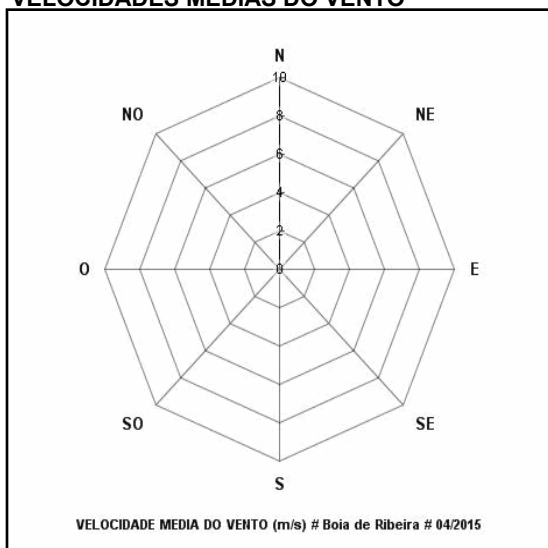 VELOCIDADES MEDIAS DO VENTO
N
10
NO
NE
8
6
4
2
O
0
E
SO
SE
S
VELOCIDADE MEDIA DO VENTO (m/s) # Boia de Ribeira # 04/2015